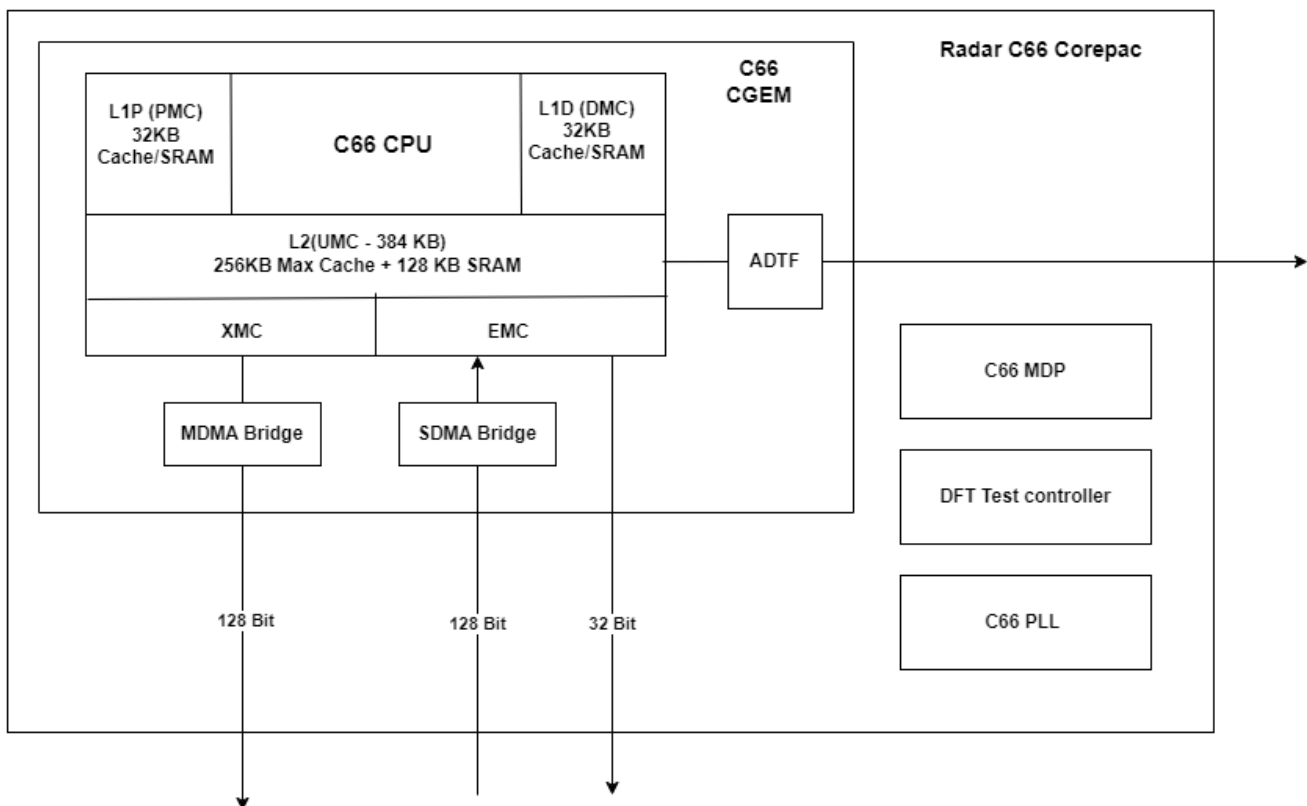 Radar C66 Corepac
C66
CGEM
L1P (PMC)
32KB
Cache/SRAM
C66 CPU
L1D (DMC)
32KB
Cache/SRAM
L2(UMC - 384 KB)
256KB Max Cache + 128 KB SRAM
ADTF
XMC
EMC
C66 MDP
MDMA Bridge
SDMA Bridge
DFT Test controller
128 Bit
128 Bit
32 Bit
C66 PLL